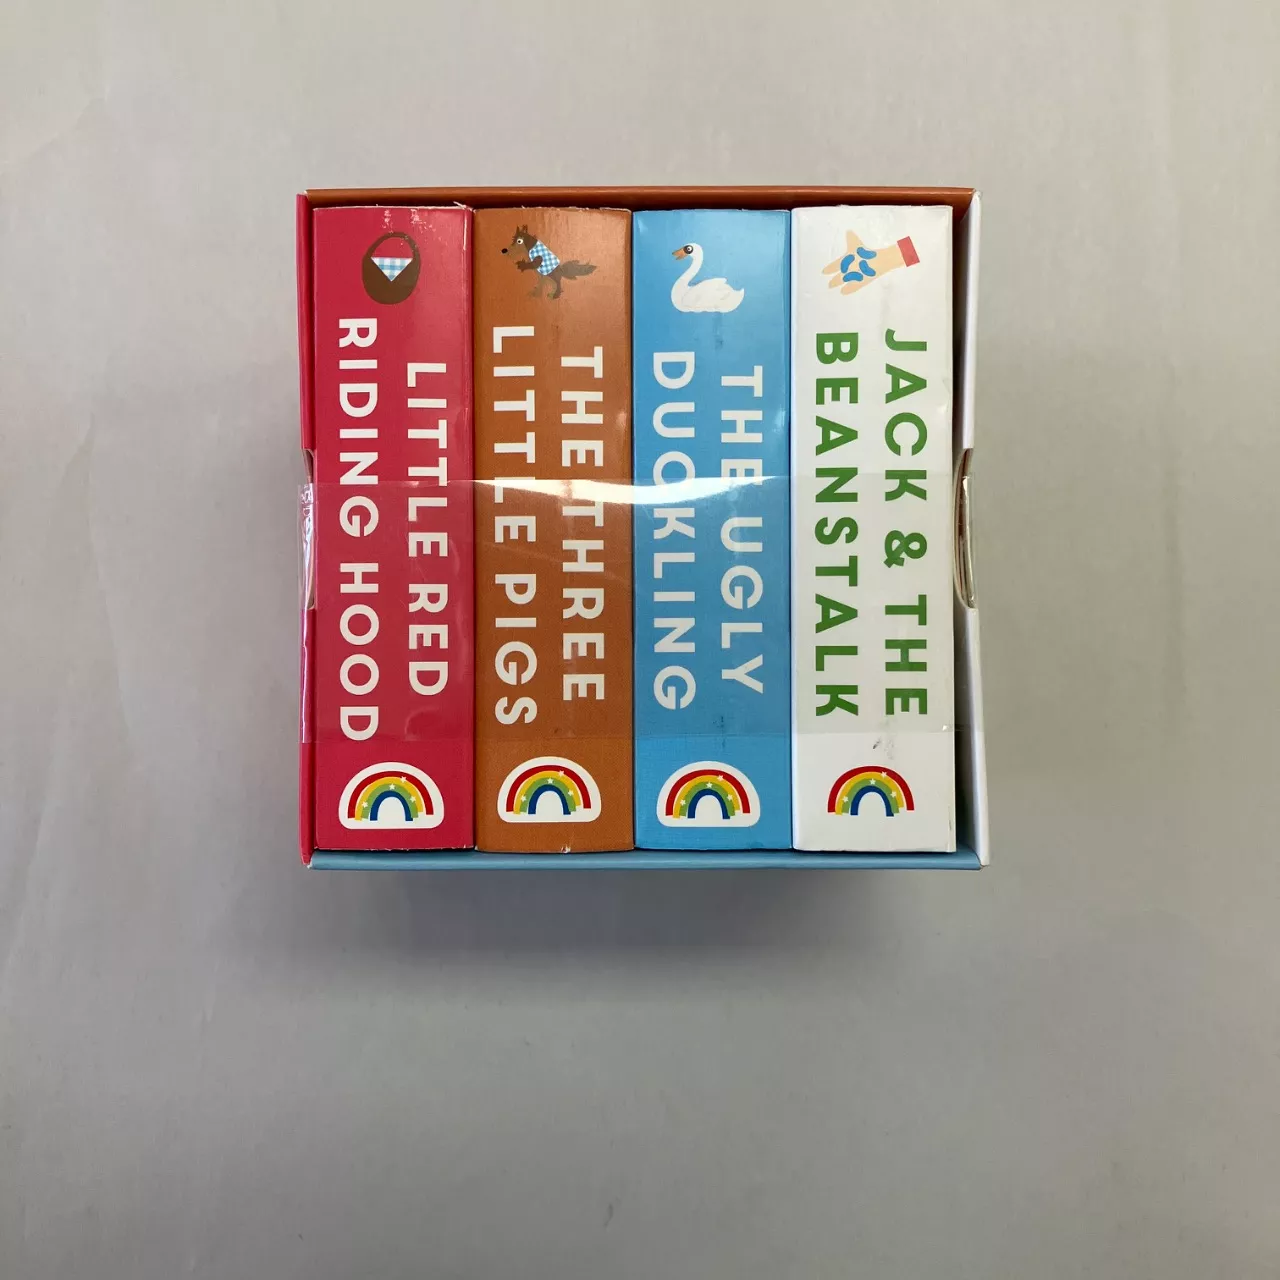 LITTLE RED
RIDING HOOD
THE THREE
LITTLE PIGS
THE UGLY
DUCKLING
JACK & THE
BEANSTALK